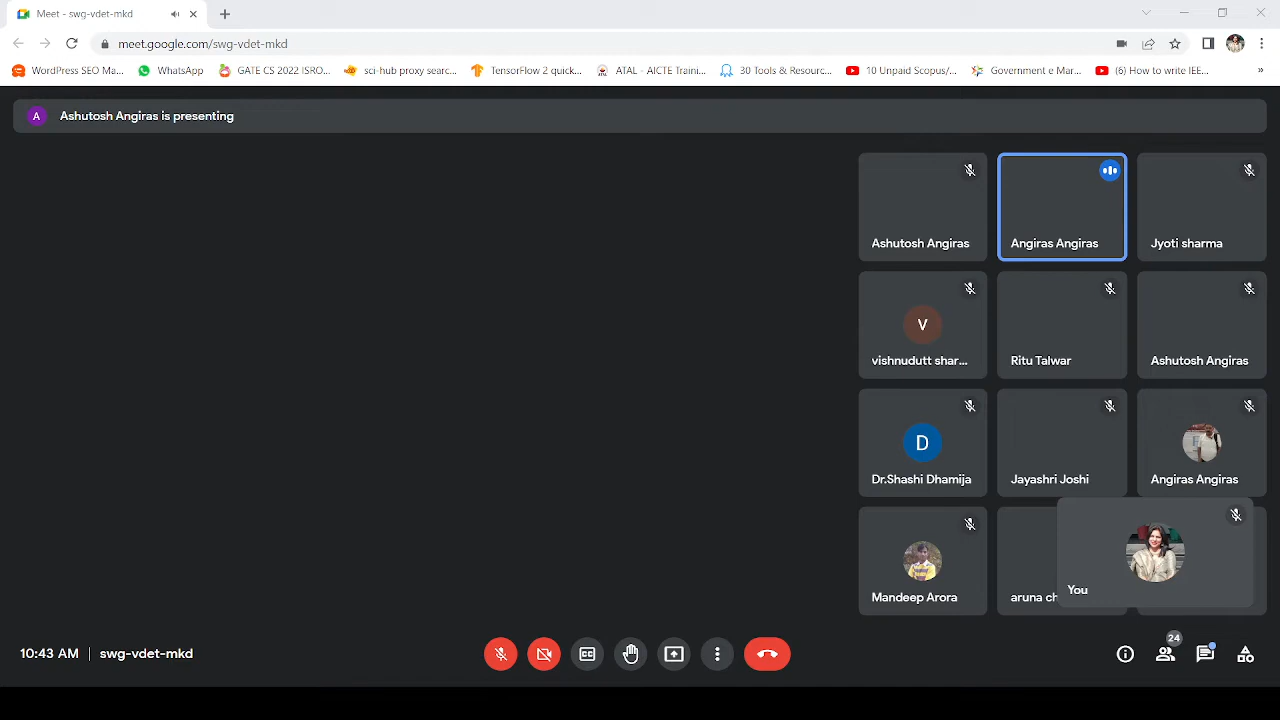 Meet - swg-vdet-mkd
meet.google.com/swg-vdet-mkd
WordPress SEO Ma... WhatsApp GATE CS 2022 ISRO... sci-hub proxy searc... TensorFlow 2 quick... ATAL - AICTE Traini... 30 Tools & Resourc... 10 Unpaid Scopus/... Government e Mar... (6) How to write IEE... »
A Ashutosh Angiras is presenting
Ashutosh Angiras Angiras Angiras Jyoti sharma
V
vishnudutt shar... Ritu Talwar Ashutosh Angiras
D
Dr.Shashi Dhamija Jayashri Joshi Angiras Angiras
You
Mandeep Arora aruna ch
24
10:43 AM | swg-vdet-mkd